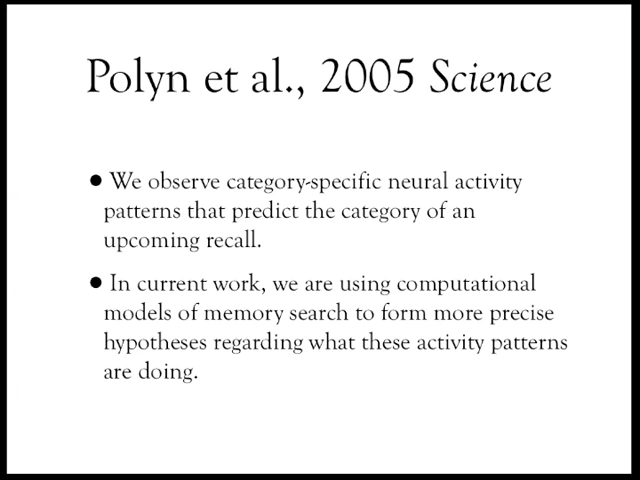 Polyn et al., 2005 Science
• We observe category-specific neural activity
patterns that predict the category of an
upcoming recall.
• In current work, we are using computational
models of memory search to form more precise
hypotheses regarding what these activity patterns
are doing.